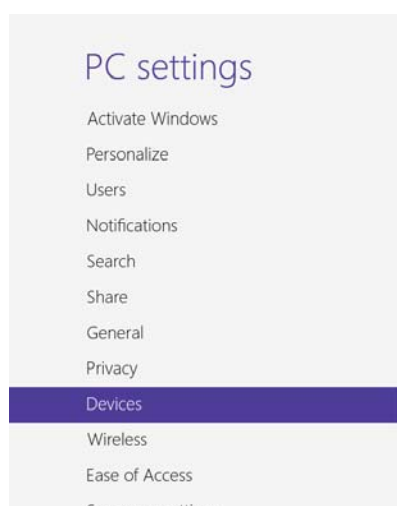 PC settings
Activate Windows
Personalize
Users
Notifications
Search
Share
General
Privacy
Devices
Wireless
Ease of Access